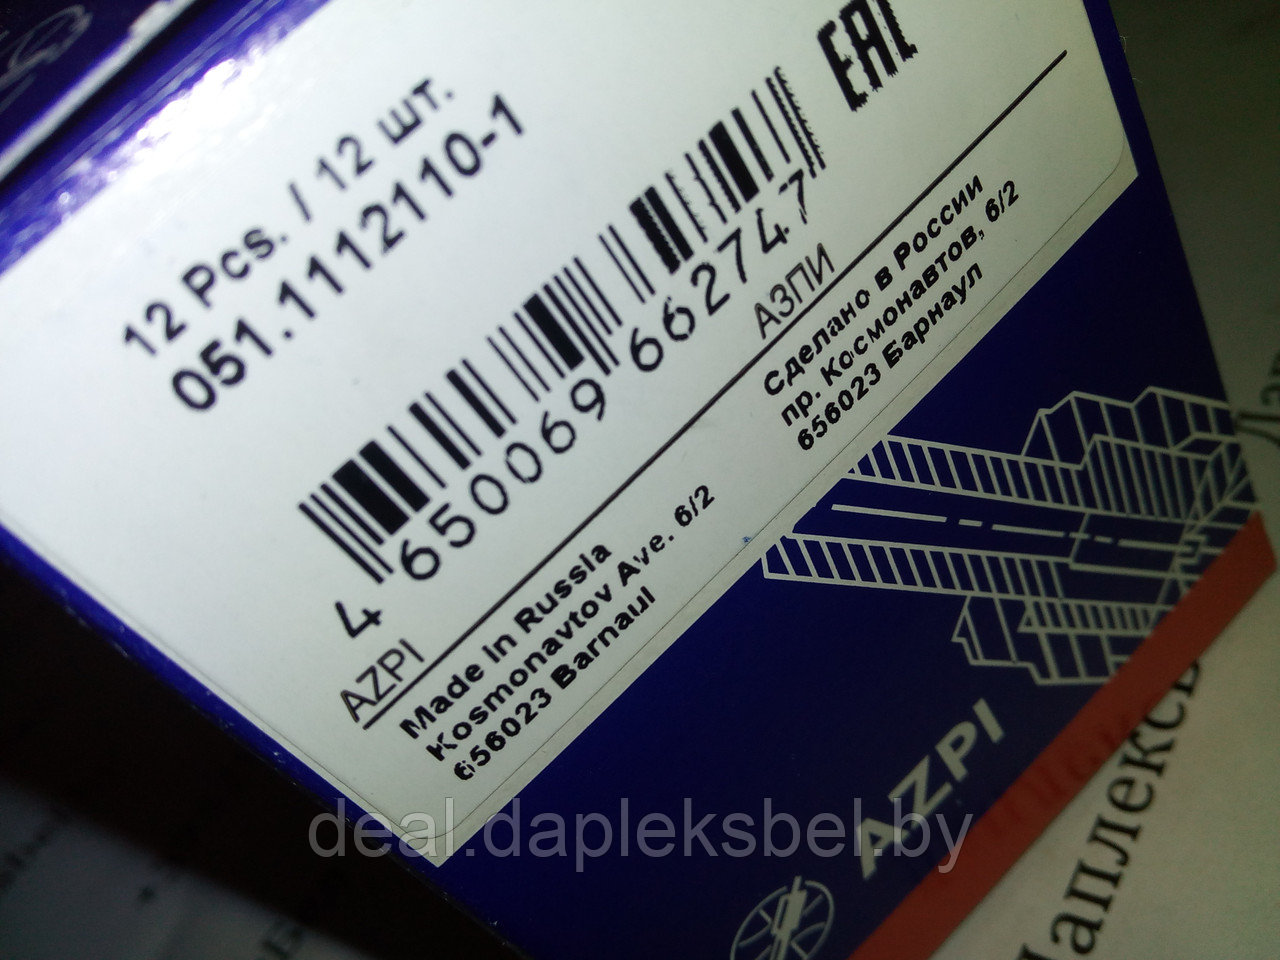 12 Pcs. / 12 шт.
051.1112110-1
EAC
4 650069 662747
AZPI
АЗПИ
Made in Russia
Kosmonavtov Ave. 6/2
656023 Barnaul
Сделано в России
пр. Космонавтов, 6/2
656023 Барнаул
AZPI
deal.dapleksbel.by